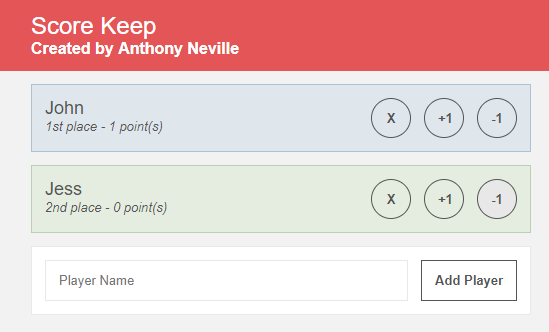 Score Keep
Created by Anthony Neville
John
1st place - 1 point(s)
X
+1
-1
Jess
2nd place - 0 point(s)
X
+1
-1
Player Name
Add Player